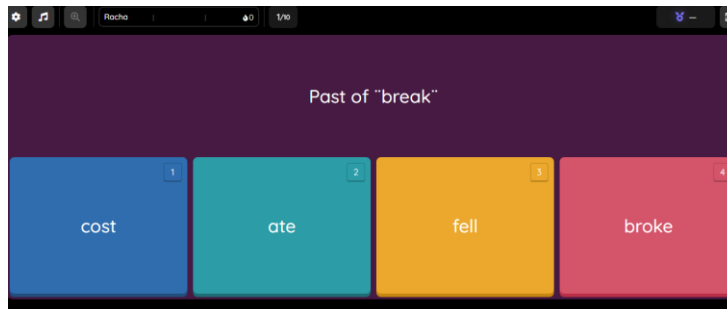 Racha 0 1/10 –
Past of ¨break¨
1 2 3 4
cost ate fell broke